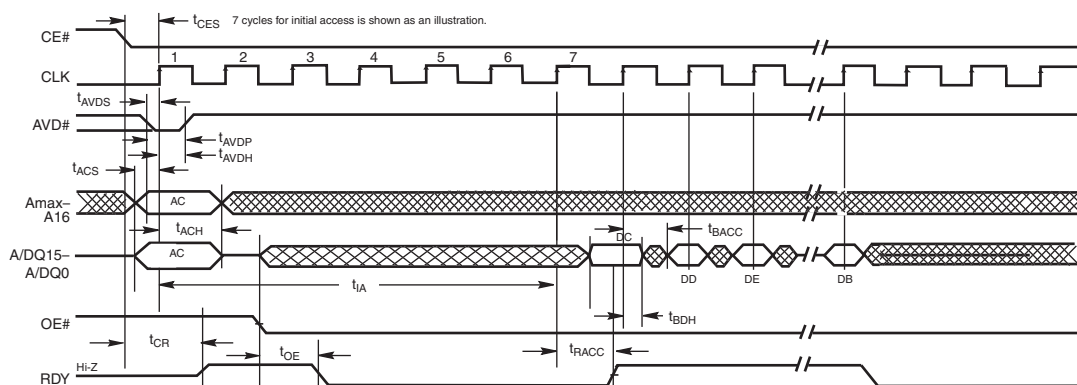 tCES 7 cycles for initial access is shown as an illustration.
CE#
1 2 3 4 5 6 7
CLK
tAVDS
AVD#
tAVDP
tAVDH
tACS
Amax–
A16
AC
tACH
DC
tBACC
A/DQ15–
A/DQ0
AC
DD DE DB
tIA
tBDH
OE#
tCR
tOE
tRACC
Hi-Z
RDY